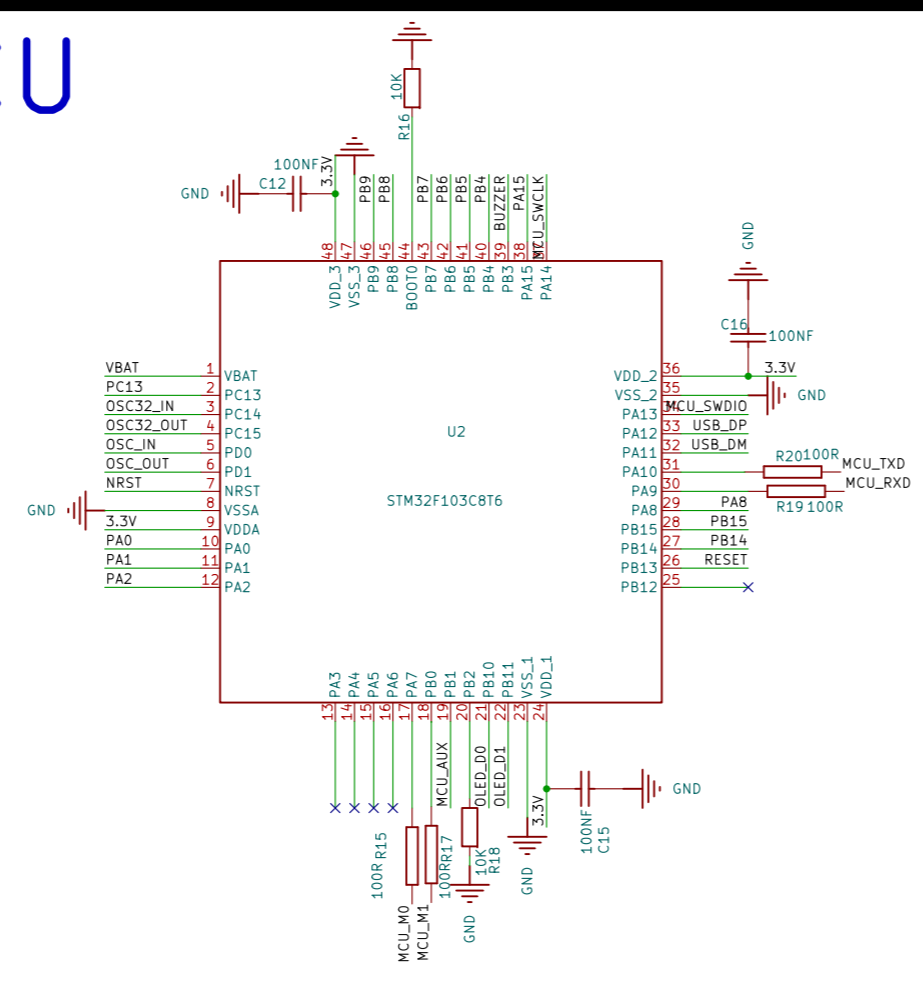 U
10K
R16
100NF
C12
GND
3.3V
PB9
PB8
PB7
PB6
PB5
PB4
BUZZER
PA15
MCU_SWCLK
48
47
46
45
44
43
42
41
40
39
38
VDD_3
VSS_3
PB9
PB8
BOOT0
PB7
PB6
PB5
PB4
PB3
PA15
PA14
GND
C16
100NF
VBAT 1 VBAT
PC13 2 PC13
OSC32_IN 3 PC14
OSC32_OUT 4 PC15
OSC_IN 5 PD0
OSC_OUT 6 PD1
NRST 7 NRST
GND 8 VSSA
3.3V 9 VDDA
PA0 10 PA0
PA1 11 PA1
PA2 12 PA2
U2
STM32F103C8T6
VDD_2 36 3.3V
VSS_2 35 GND
PA13 MCU_SWDIO
PA12 33 USB_DP
PA11 32 USB_DM
PA10 31 R20 100R MCU_TXD
PA9 30 R19 100R MCU_RXD
PA8 29 PA8
PB15 28 PB15
PB14 27 PB14
PB13 26 RESET
PB12 25
PA3
PA4
PA5
PA6
PA7
PB0
PB1
PB2
PB10
PB11
VSS_1
VDD_1
13
14
15
16
17
18
19
20
21
22
23
24
MCU_AUX
OLED_D0
OLED_D1
3.3V
GND
100NF
C15
100R R15
100R R17
10K
R18
GND
GND
MCU_M0
MCU_M1